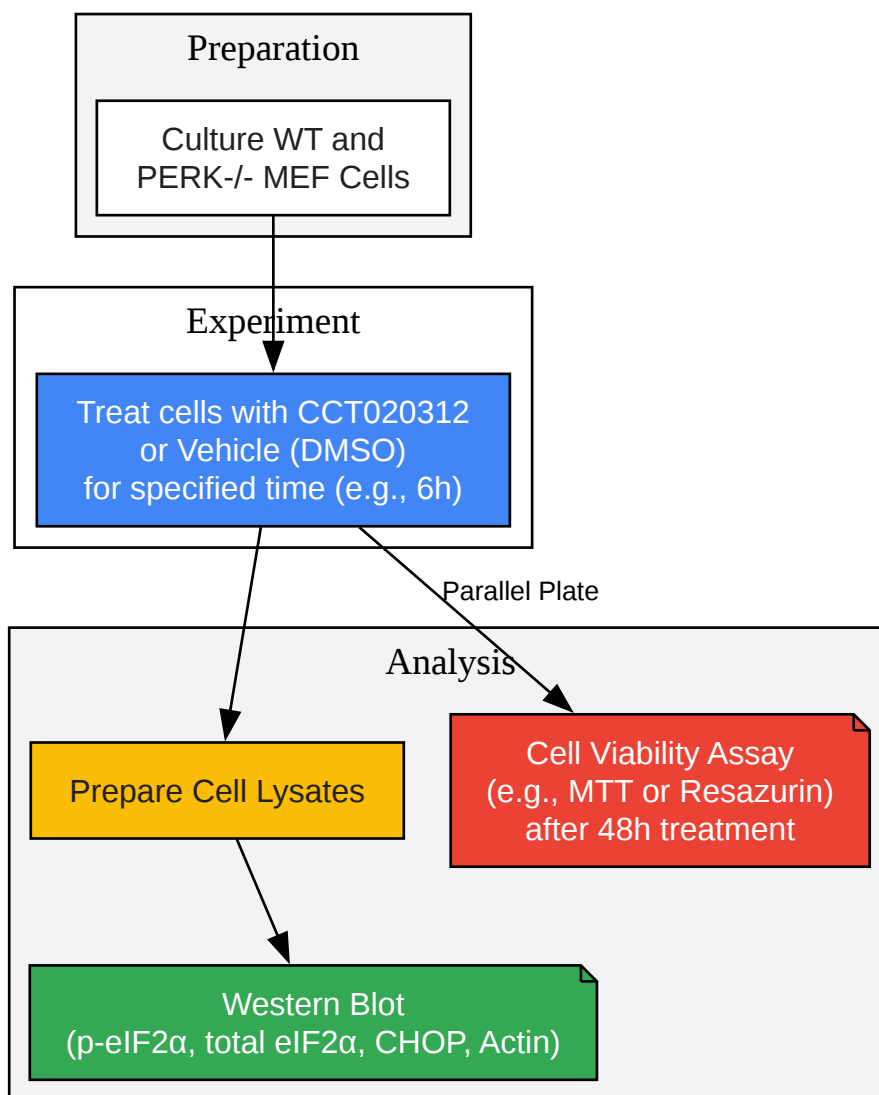 Preparation
Culture WT and
PERK-/- MEF Cells
Experiment
Treat cells with CCT020312
or Vehicle (DMSO)
for specified time (e.g., 6h)
Parallel Plate
Analysis
Prepare Cell Lysates
Cell Viability Assay
(e.g., MTT or Resazurin)
after 48h treatment
Western Blot
(p-eIF2α, total eIF2α, CHOP, Actin)